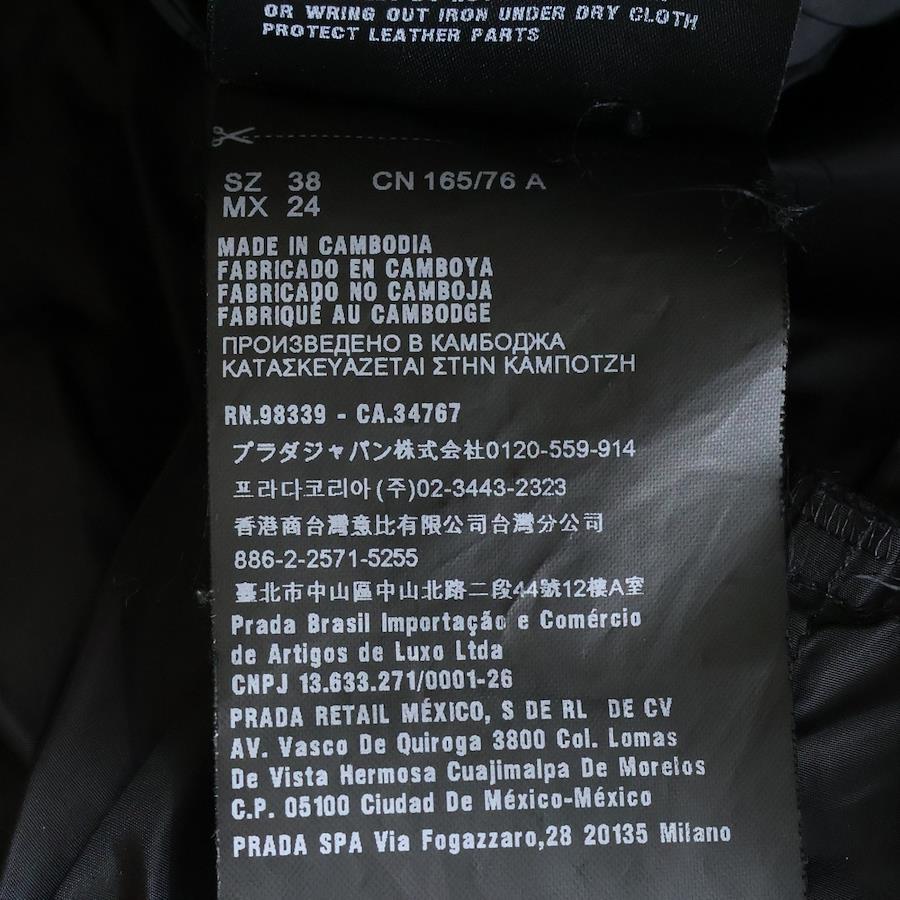 OR WRING OUT IRON UNDER DRY CLOTH
PROTECT LEATHER PARTS
SZ 38 CN 165/76 A
MX 24
MADE IN CAMBODIA
FABRICADO EN CAMBOYA
FABRICADO NO CAMBOJA
FABRIQUÉ AU CAMBODGE
ПРОИЗВЕДЕНО В КАМБОДЖА
ΚΑΤΑΣΚΕΥΑΖΕΤΑΙ ΣΤΗΝ ΚΑΜΠΟΤΖΗ
RN.98339 - CA.34767
プラダジャパン株式会社0120-559-914
프라다코리아(주)02-3443-2323
香港商台灣意比有限公司台灣分公司
886-2-2571-5255
臺北市中山區中山北路二段44號12樓A室
Prada Brasil Importação e Comércio
de Artigos de Luxo Ltda
CNPJ 13.633.271/0001-26
PRADA RETAIL MÉXICO, S DE RL DE CV
AV. Vasco De Quiroga 3800 Col. Lomas
De Vista Hermosa Cuajimalpa De Morelos
C.P. 05100 Ciudad De México-México
PRADA SPA Via Fogazzaro,28 20135 Milano